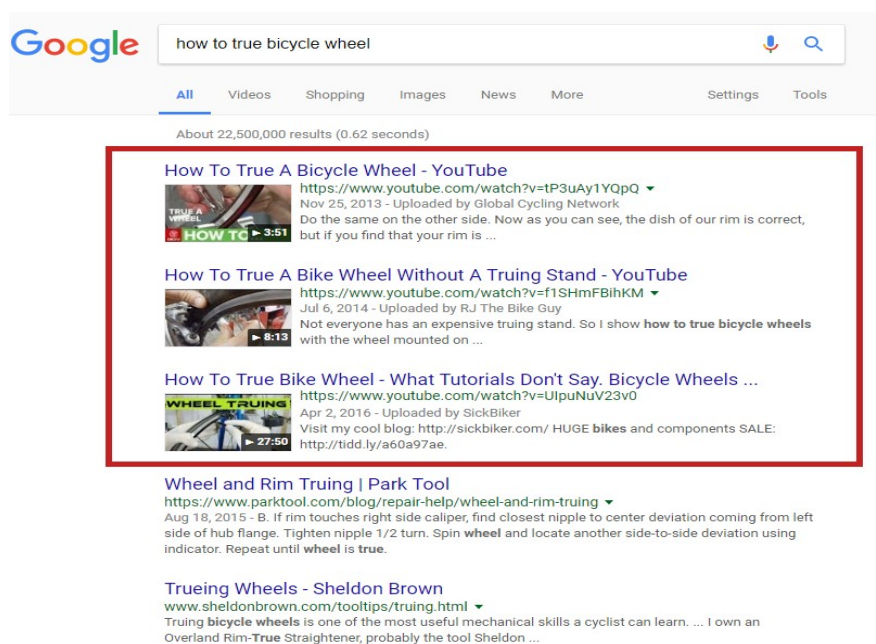 Google
how to true bicycle wheel
All Videos Shopping Images News More Settings Tools
About 22,500,000 results (0.62 seconds)
How To True A Bicycle Wheel - YouTube
https://www.youtube.com/watch?v=tP3uAy1YQpQ
Nov 25, 2013 - Uploaded by Global Cycling Network
Do the same on the other side. Now as you can see, the dish of our rim is correct,
but if you find that your rim is ...
TRUE A
WHEEL
HOW TO
3:51
How To True A Bike Wheel Without A Truing Stand - YouTube
https://www.youtube.com/watch?v=f1SHmFBihKM
Jul 6, 2014 - Uploaded by RJ The Bike Guy
Not everyone has an expensive truing stand. So I show how to true bicycle wheels
with the wheel mounted on ...
8:13
How To True Bike Wheel - What Tutorials Don't Say. Bicycle Wheels ...
https://www.youtube.com/watch?v=UIpuNuV23v0
Apr 2, 2016 - Uploaded by SickBiker
Visit my cool blog: http://sickbiker.com/ HUGE bikes and components SALE:
http://tidd.ly/a60a97ae.
WHEEL TRUING
27:50
Wheel and Rim Truing | Park Tool
https://www.parktool.com/blog/repair-help/wheel-and-rim-truing
Aug 18, 2015 - B. If rim touches right side caliper, find closest nipple to center deviation coming from left
side of hub flange. Tighten nipple 1/2 turn. Spin wheel and locate another side-to-side deviation using
indicator. Repeat until wheel is true.
Trueing Wheels - Sheldon Brown
www.sheldonbrown.com/tooltips/truing.html
Truing bicycle wheels is one of the most useful mechanical skills a cyclist can learn. ... I own an
Overland Rim-True Straightener, probably the tool Sheldon ...